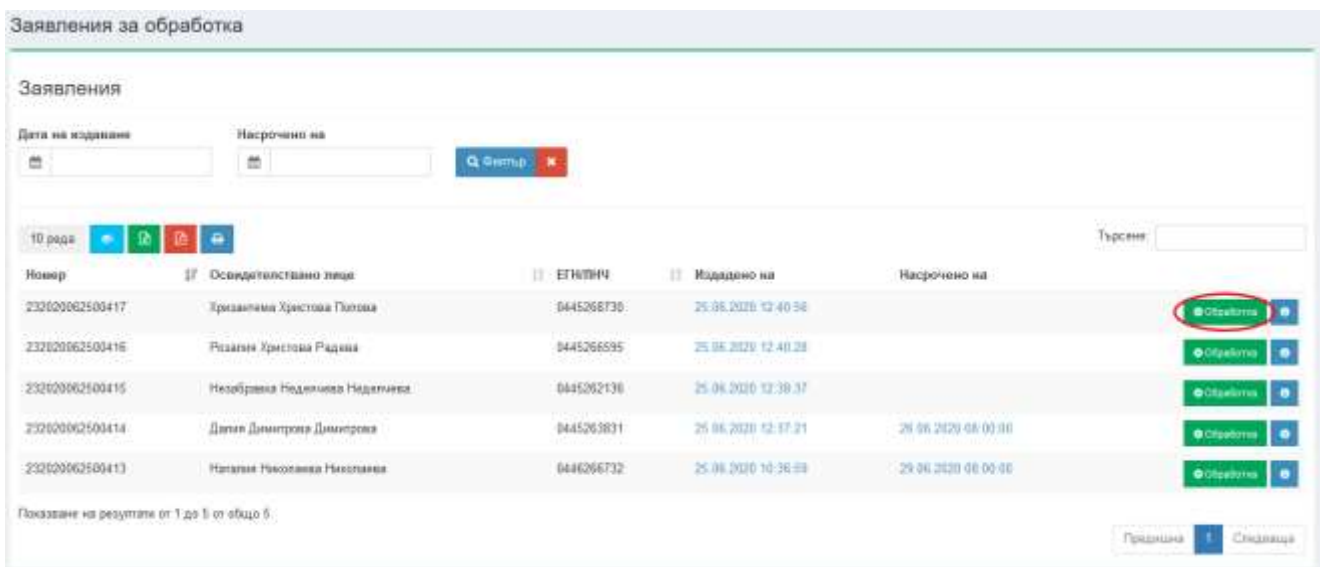 Заявления за обработка
Заявления
Дата на издаване Насрочено на
Филтър
10 реда Търсене:
Номер Освидетелствано лице ЕГН/ЛНЧ Издадено на Насрочено на
232020062500417 Хризантема Христова Попова 0445268730 25.06.2020 12:40:56 Обработка
232020062500416 Розалия Христова Радева 0445266595 25.06.2020 12:40:28 Обработка
232020062500415 Незабравка Неделчева Неделчева 0445262136 25.06.2020 12:38:37 Обработка
232020062500414 Далия Димитрова Димитрова 0445263831 25.06.2020 12:37:21 26.06.2020 08:00:00 Обработка
232020062500413 Наталия Николаева Николаева 0446266732 25.06.2020 10:36:59 29.06.2020 08:00:00 Обработка
Показване на резултати от 1 до 5 от общо 5
Предишна 1 Следваща